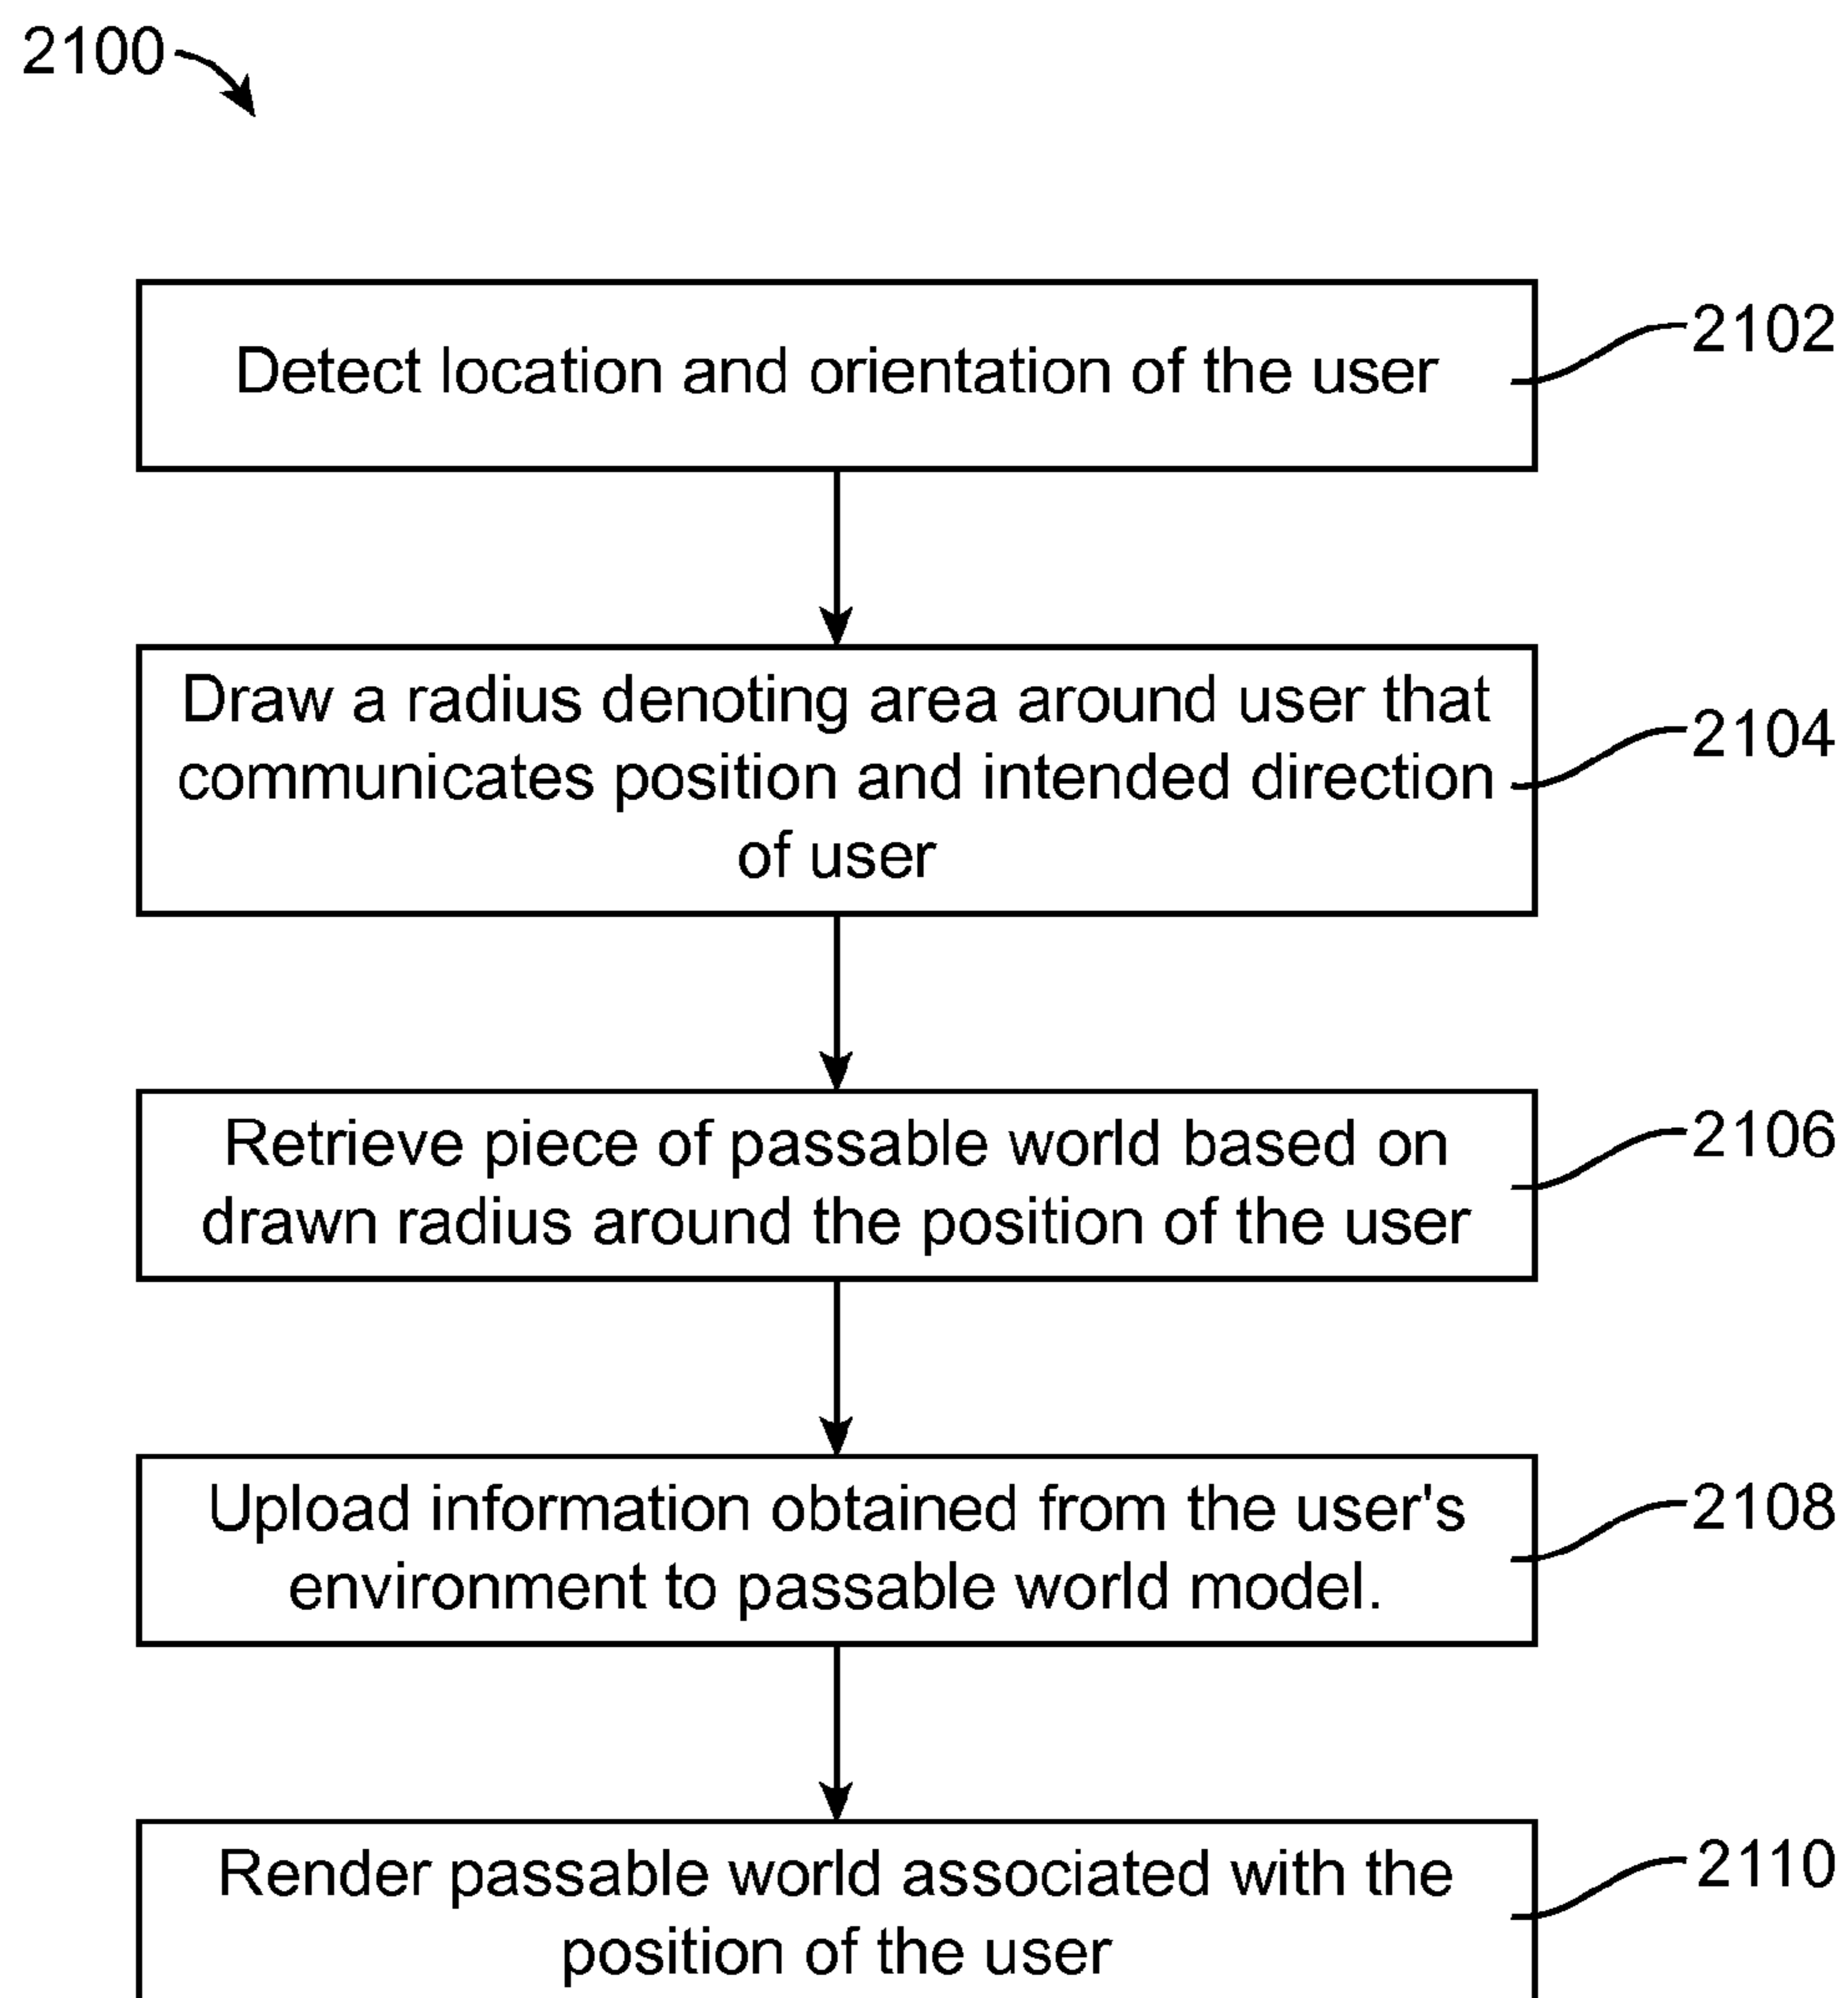 2100
Detect location and orientation of the user
2102
Draw a radius denoting area around user that
communicates position and intended direction
of user
2104
Retrieve piece of passable world based on
drawn radius around the position of the user
2106
Upload information obtained from the user's
environment to passable world model.
2108
Render passable world associated with the
position of the user
2110